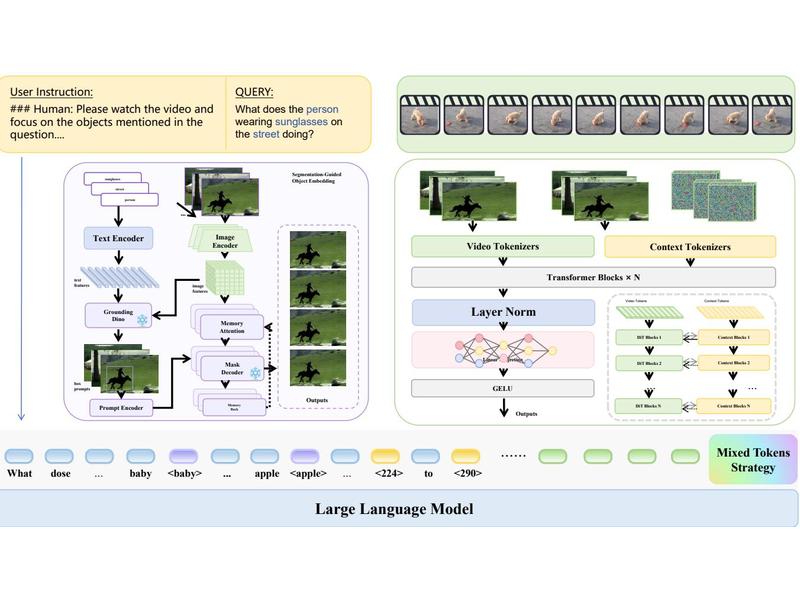 User Instruction:
### Human: Please watch the video and
focus on the objects mentioned in the
question....
QUERY:
What does the person
wearing sunglasses on
the street doing?
sunglasses
street
person
Segmentation-Guided
Object Embedding
Text Encoder
Image
Encoder
text
features
image
features
Grounding
Dino
Memory
Attention
Mask
Decoder
box
prompts
Prompt Encoder
Memory
Bank
Outputs
Video Tokenizers
Context Tokenizers
Transformer Blocks × N
Layer Norm
GELU
Outputs
Video Tokens
Context Tokens
DiT Blocks 1
Context Blocks 1
DiT Blocks 2
Context Blocks 2
...
...
DiT Blocks N
Context Blocks N
What dose ... baby <baby> ... apple <apple> ... <224> to <290> ......
Mixed Tokens
Strategy
Large Language Model